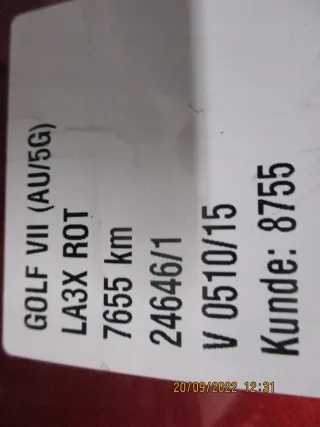 GOLF VII (AU/5G)
LA3X ROT
7655 km
24646/1
V 0510/15
Kunde: 8755
20/09/2022 12:31